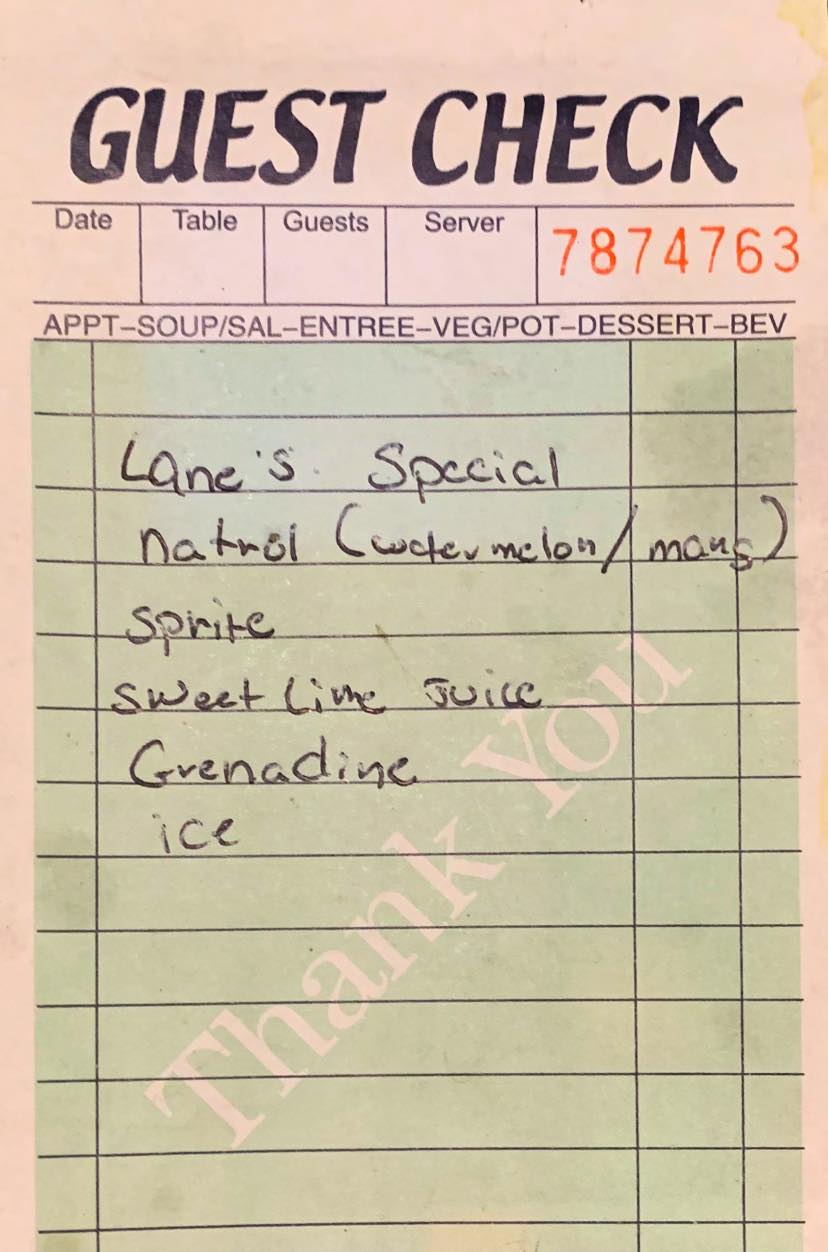 GUEST CHECK
Date Table Guests Server 7874763
APPT–SOUP/SAL–ENTREE–VEG/POT–DESSERT–BEV
Lane's Special
natrol (watermelon/mang)
Sprite
Sweet Lime Juice
Grenadine
ice
Thank You